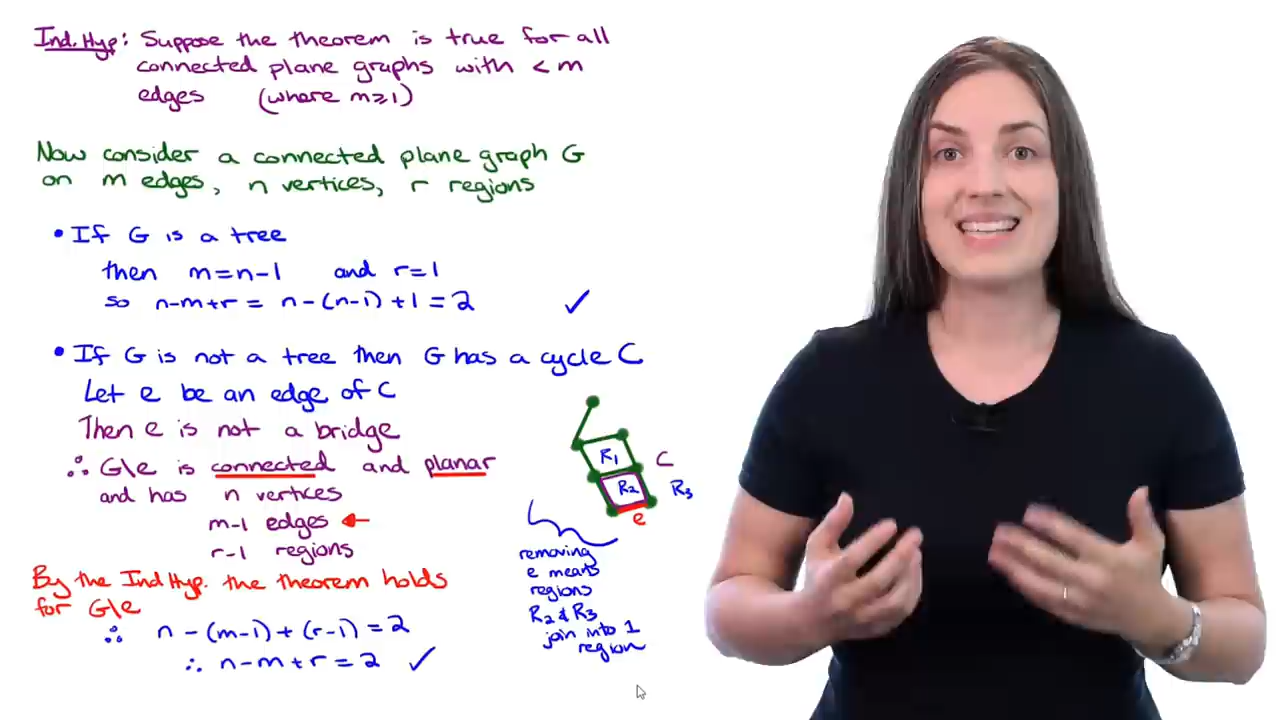 Ind. Hyp: Suppose the theorem is true for all
connected plane graphs with < m
edges (where m≥1)
Now consider a connected plane graph G
on m edges, n vertices, r regions
• If G is a tree
then m=n-1 and r=1
so n-m+r = n-(n-1)+1=2 ✓
• If G is not a tree then G has a cycle C
Let e be an edge of C
Then e is not a bridge
∴ G\e is connected and planar
and has n vertices
m-1 edges ←
r-1 regions
By the Ind Hyp. the theorem holds
for G\e
∴ n-(m-1)+(r-1)=2
∴ n-m+r=2 ✓
R₁
C
R₂
R₃
e
removing
e means
regions
R₂ & R₃
join into 1
region